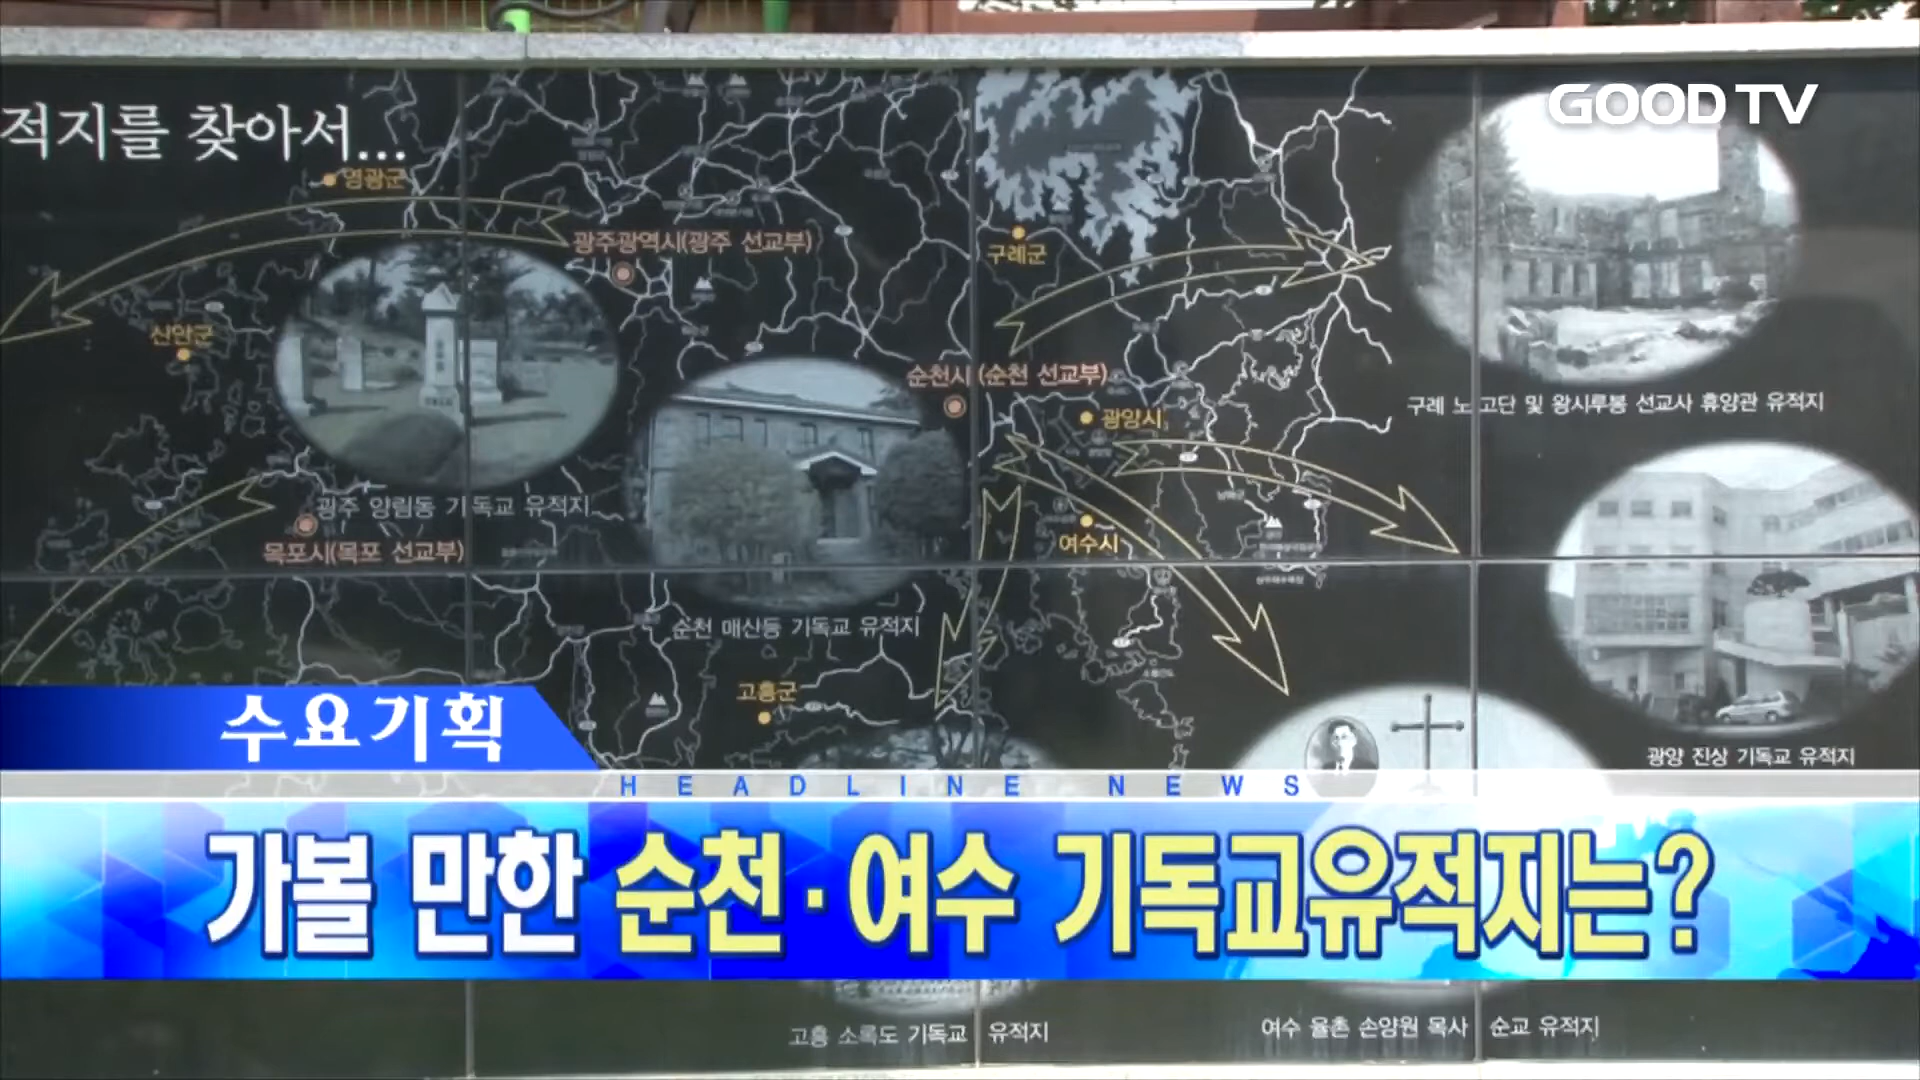 GOOD TV
적지를 찾아서...
영광군
광주광역시(광주 선교부)
구례군
신안군
순천시 (순천 선교부)
광양시
구례 노고단 및 왕시루봉 선교사 휴양관 유적지
광주 양림동 기독교 유적지
목포시(목포 선교부)
여수시
순천 매산등 기독교 유적지
고흥군
수요기획
광양 진상 기독교 유적지
HEADLINE NEWS
가볼 만한 순천·여수 기독교유적지는?
고흥 소록도 기독교 유적지
여수 율촌 손양원 목사 순교 유적지